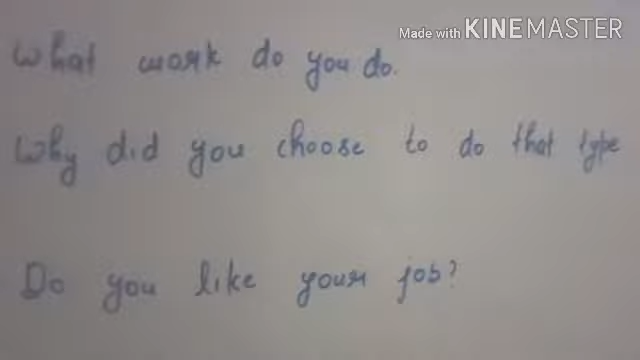 Made with KINEMASTER
What work do you do.
Why did you choose to do that type
Do you like your job?